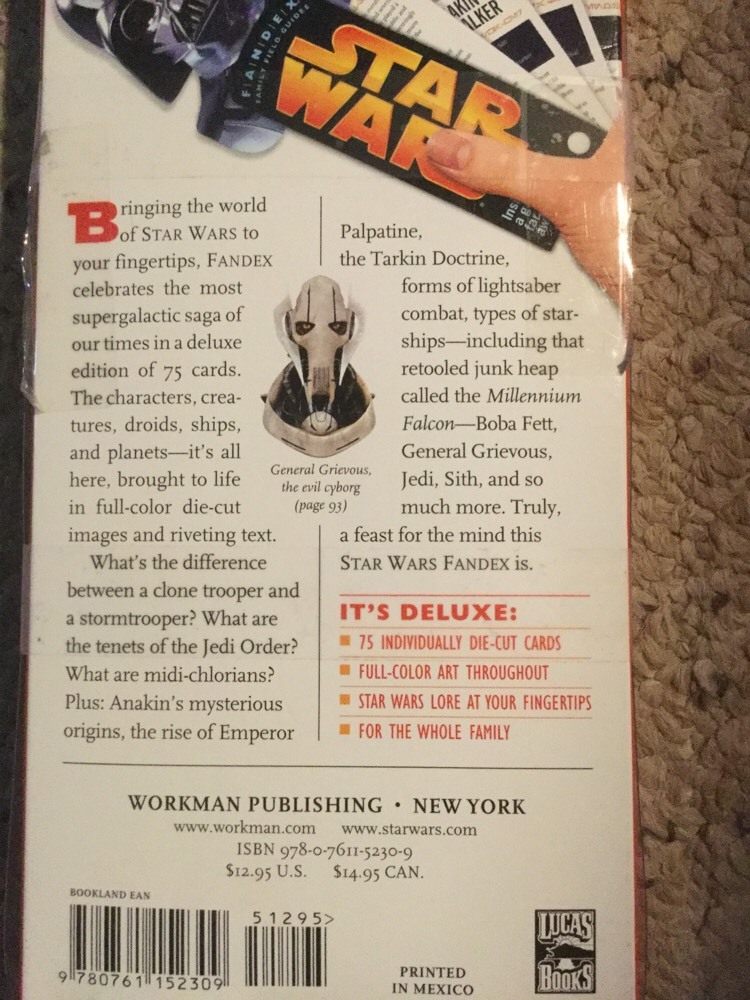 FANDEX
FAMILY FIELD GUIDES
STAR
WARS
Bringing the world
of STAR WARS to
your fingertips, FANDEX
celebrates the most
supergalactic saga of
our times in a deluxe
edition of 75 cards.
The characters, crea-
tures, droids, ships,
and planets—it's all
here, brought to life
in full-color die-cut
images and riveting text.
What's the difference
between a clone trooper and
a stormtrooper? What are
the tenets of the Jedi Order?
What are midi-chlorians?
Plus: Anakin's mysterious
origins, the rise of Emperor
General Grievous,
the evil cyborg
(page 93)
Palpatine,
the Tarkin Doctrine,
forms of lightsaber
combat, types of star-
ships—including that
retooled junk heap
called the Millennium
Falcon—Boba Fett,
General Grievous,
Jedi, Sith, and so
much more. Truly,
a feast for the mind this
STAR WARS FANDEX is.
IT'S DELUXE:
75 INDIVIDUALLY DIE-CUT CARDS
FULL-COLOR ART THROUGHOUT
STAR WARS LORE AT YOUR FINGERTIPS
FOR THE WHOLE FAMILY
WORKMAN PUBLISHING • NEW YORK
www.workman.com www.starwars.com
ISBN 978-0-7611-5230-9
$12.95 U.S. $14.95 CAN.
BOOKLAND EAN
51295>
9 780761 152309
PRINTED
IN MEXICO
LUCAS
BOOKS